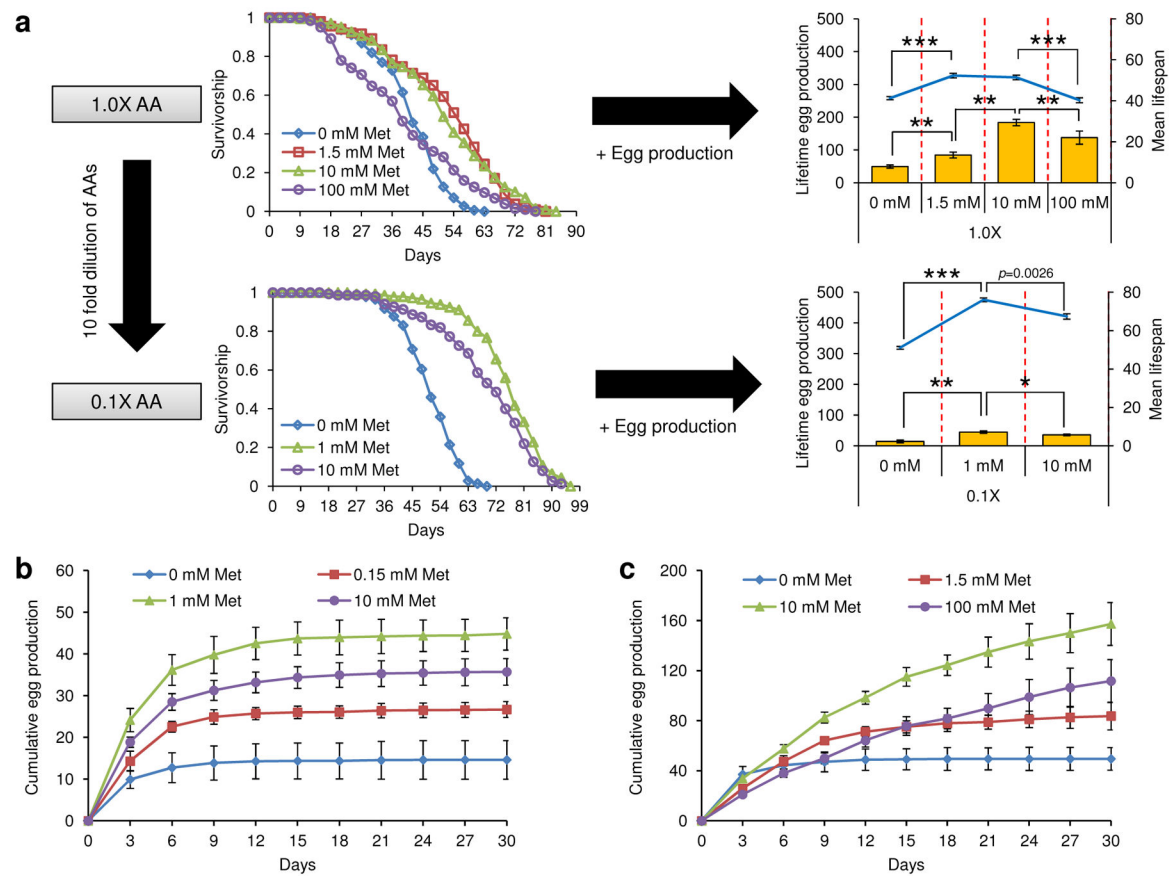 a
1.0X AA
10 fold dilution of AAs
0.1X AA
Survivorship
1
0.8
0.6
0.4
0.2
0
0 mM Met
1.5 mM Met
10 mM Met
100 mM Met
0 9 18 27 36 45 54 63 72 81 90
Days
+ Egg production
Lifetime egg production
500
400
300
200
100
0
***
***
**
**
**
80
60
40
20
0
Mean lifespan
0 mM 1.5 mM 10 mM 100 mM
1.0X
Survivorship
1
0.8
0.6
0.4
0.2
0
0 mM Met
1 mM Met
10 mM Met
0 9 18 27 36 45 54 63 72 81 90 99
Days
+ Egg production
Lifetime egg production
500
400
300
200
100
0
***
p=0.0026
**
*
80
60
40
20
0
Mean lifespan
0 mM 1 mM 10 mM
0.1X
b
Cumulative egg production
60
50
40
30
20
10
0
0 mM Met 0.15 mM Met
1 mM Met 10 mM Met
0 3 6 9 12 15 18 21 24 27 30
Days
c
Cumulative egg production
200
160
120
80
40
0
0 mM Met 1.5 mM Met
10 mM Met 100 mM Met
0 3 6 9 12 15 18 21 24 27 30
Days